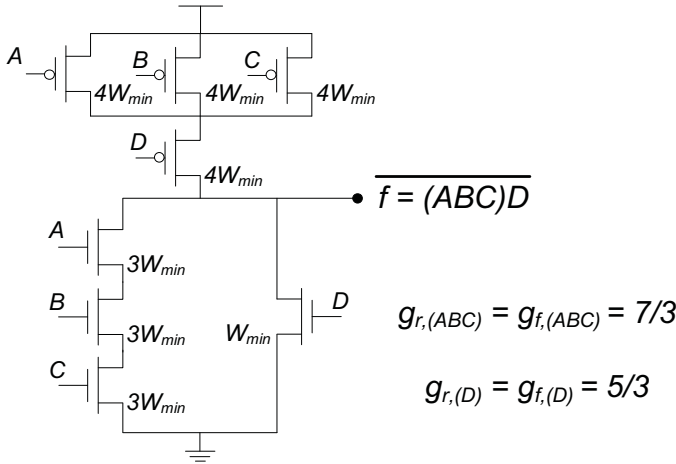 A
B
C
4Wmin
4Wmin
4Wmin
D
4Wmin
f = (ABC)D
A
3Wmin
B
3Wmin
Wmin
D
C
3Wmin
gr,(ABC) = gf,(ABC) = 7/3
gr,(D) = gf,(D) = 5/3